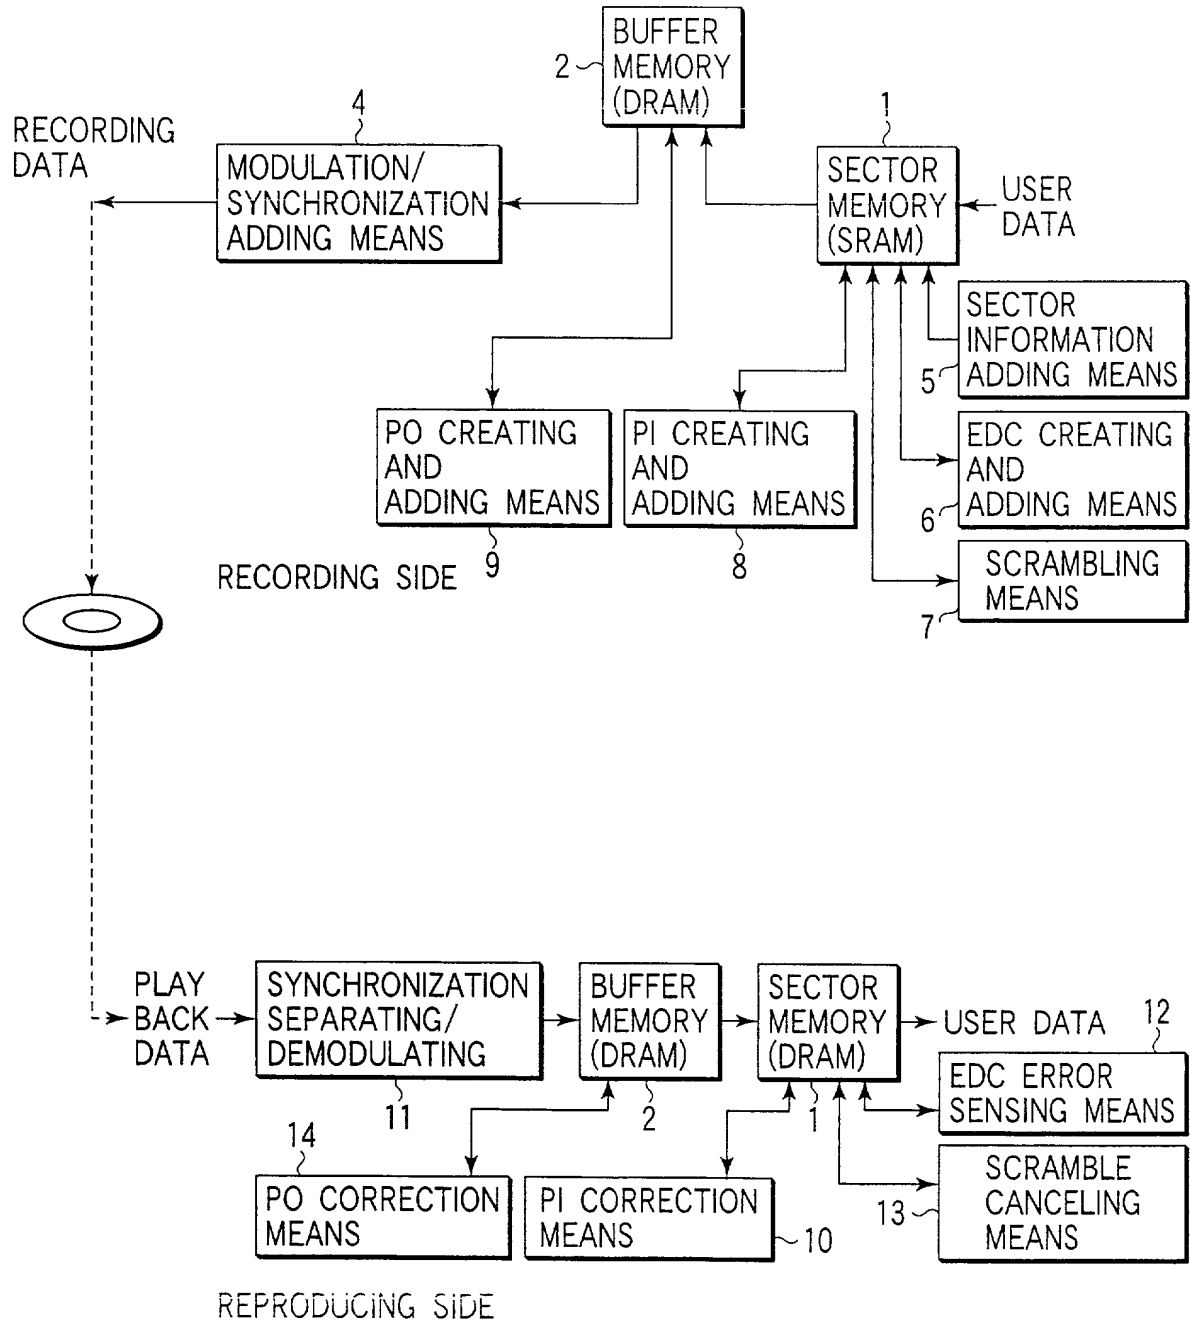 BUFFER
MEMORY
(DRAM)
2
4
1
RECORDING
DATA
MODULATION/
SYNCHRONIZATION
ADDING MEANS
SECTOR
MEMORY
(SRAM)
USER
DATA
SECTOR
INFORMATION
ADDING MEANS
5
PO CREATING
AND
ADDING MEANS
9
PI CREATING
AND
ADDING MEANS
8
EDC CREATING
AND
ADDING MEANS
6
SCRAMBLING
MEANS
7
RECORDING SIDE
PLAY
BACK
DATA
SYNCHRONIZATION
SEPARATING/
DEMODULATING
11
BUFFER
MEMORY
(DRAM)
2
SECTOR
MEMORY
(DRAM)
1
USER DATA
12
EDC ERROR
SENSING MEANS
14
PO CORRECTION
MEANS
PI CORRECTION
MEANS
10
SCRAMBLE
CANCELING
MEANS
13
REPRODUCING SIDE